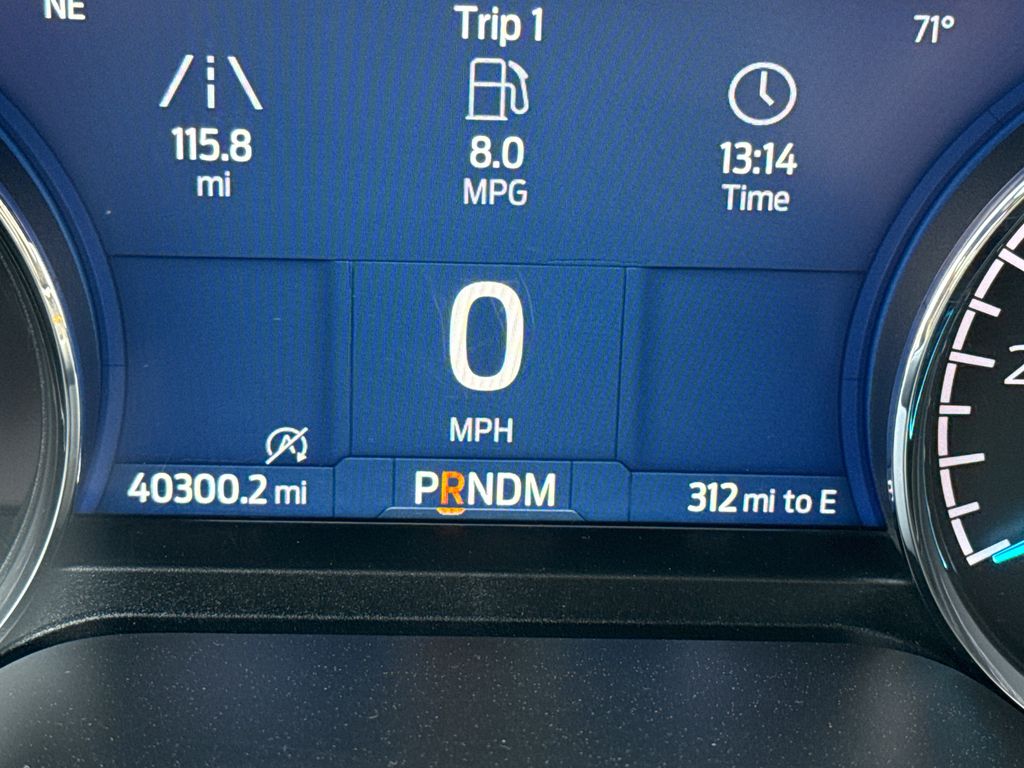 NE
Trip 1
71°
115.8
mi
8.0
MPG
13:14
Time
0
MPH
40300.2 mi
PRNDM
312 mi to E
2